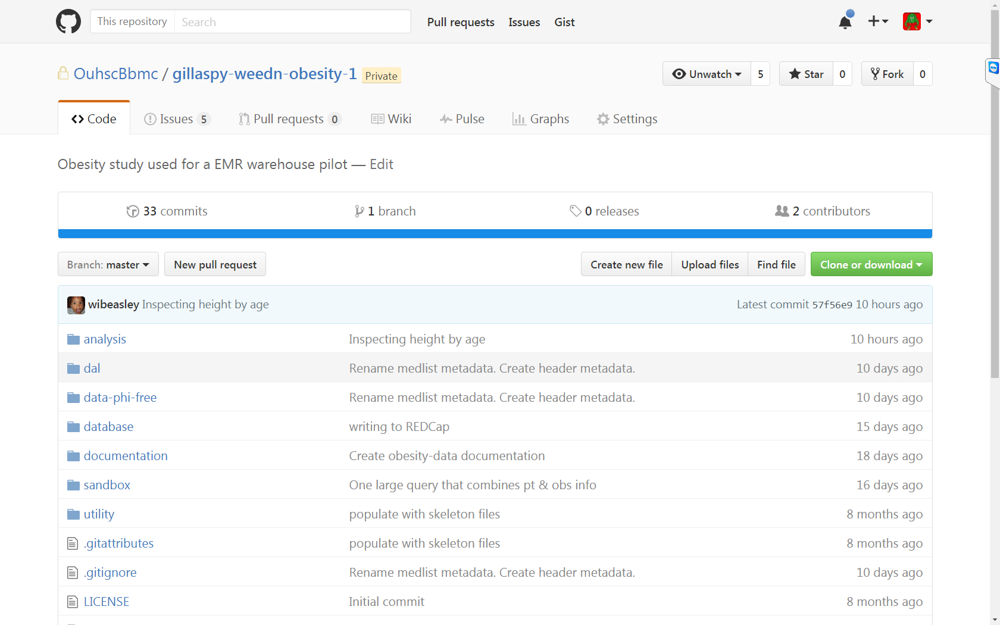 This repository Search Pull requests Issues Gist
OuhscBbmc / gillaspy-weedn-obesity-1 Private Unwatch 5 Star 0 Fork 0
Code Issues 5 Pull requests 0 Wiki Pulse Graphs Settings
Obesity study used for a EMR warehouse pilot — Edit
33 commits 1 branch 0 releases 2 contributors
Branch: master New pull request Create new file Upload files Find file Clone or download
wibeasley Inspecting height by age Latest commit 57f56e9 10 hours ago
analysis Inspecting height by age 10 hours ago
dal Rename medlist metadata. Create header metadata. 10 days ago
data-phi-free Rename medlist metadata. Create header metadata. 10 days ago
database writing to REDCap 15 days ago
documentation Create obesity-data documentation 18 days ago
sandbox One large query that combines pt & obs info 16 days ago
utility populate with skeleton files 8 months ago
.gitattributes populate with skeleton files 8 months ago
.gitignore Rename medlist metadata. Create header metadata. 10 days ago
LICENSE Initial commit 8 months ago